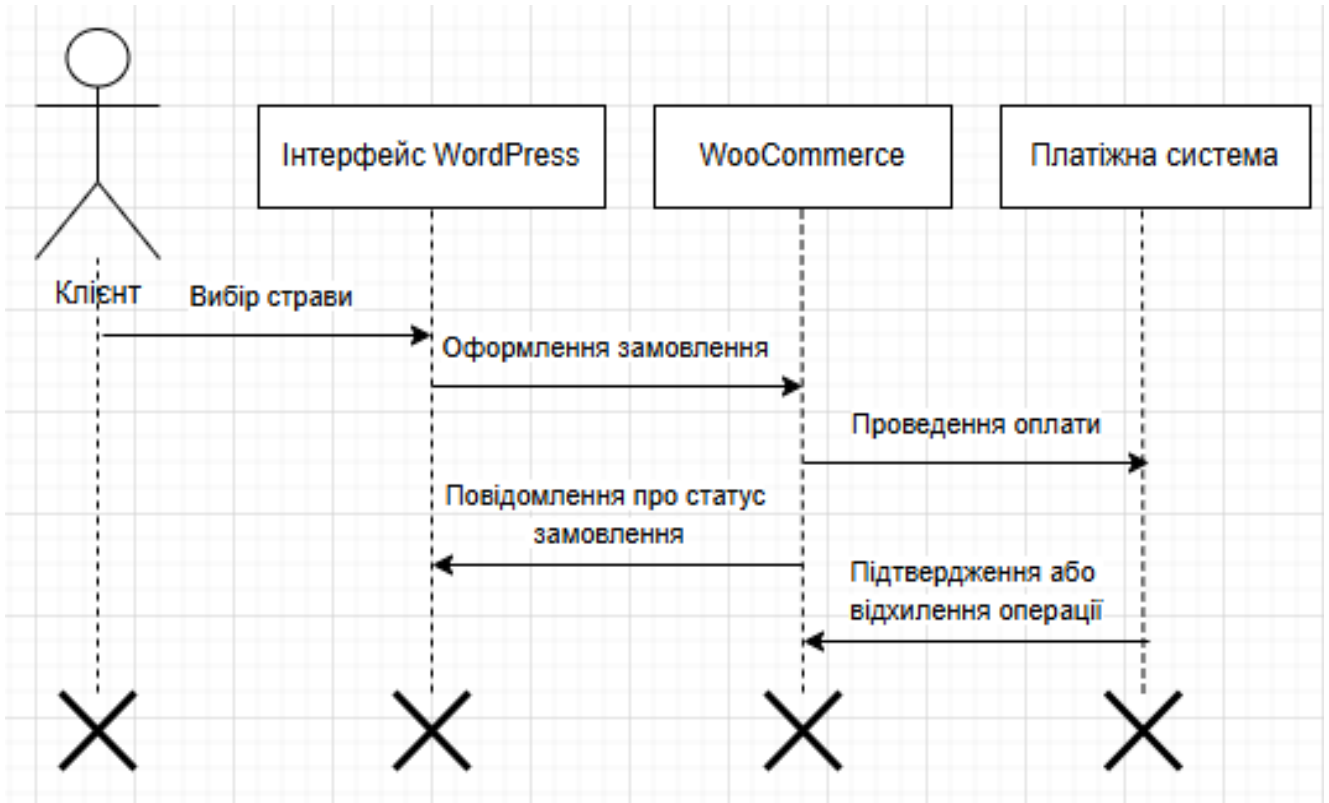 Інтерфейс WordPress
WooCommerce
Платіжна система
Клієнт
Вибір страви
Оформлення замовлення
Проведення оплати
Повідомлення про статус
замовлення
Підтвердження або
відхилення операції